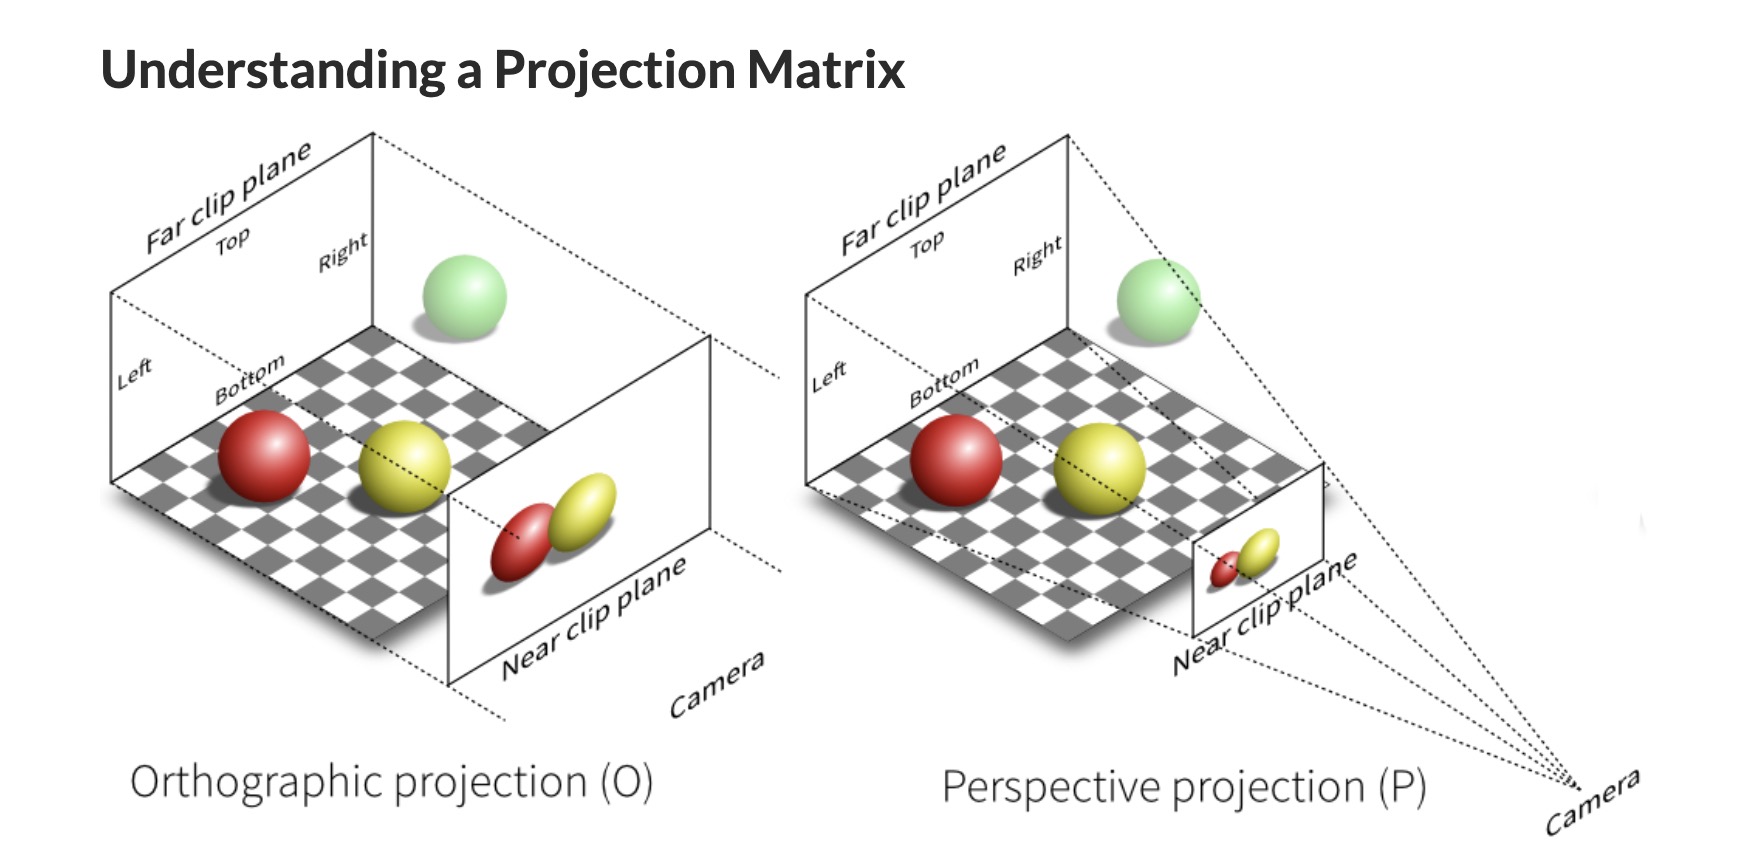 Understanding a Projection Matrix
Far clip plane
Top
Right
Left
Bottom
Near clip plane
Camera
Orthographic projection (O)
Far clip plane
Top
Right
Left
Bottom
Near clip plane
Camera
Perspective projection (P)